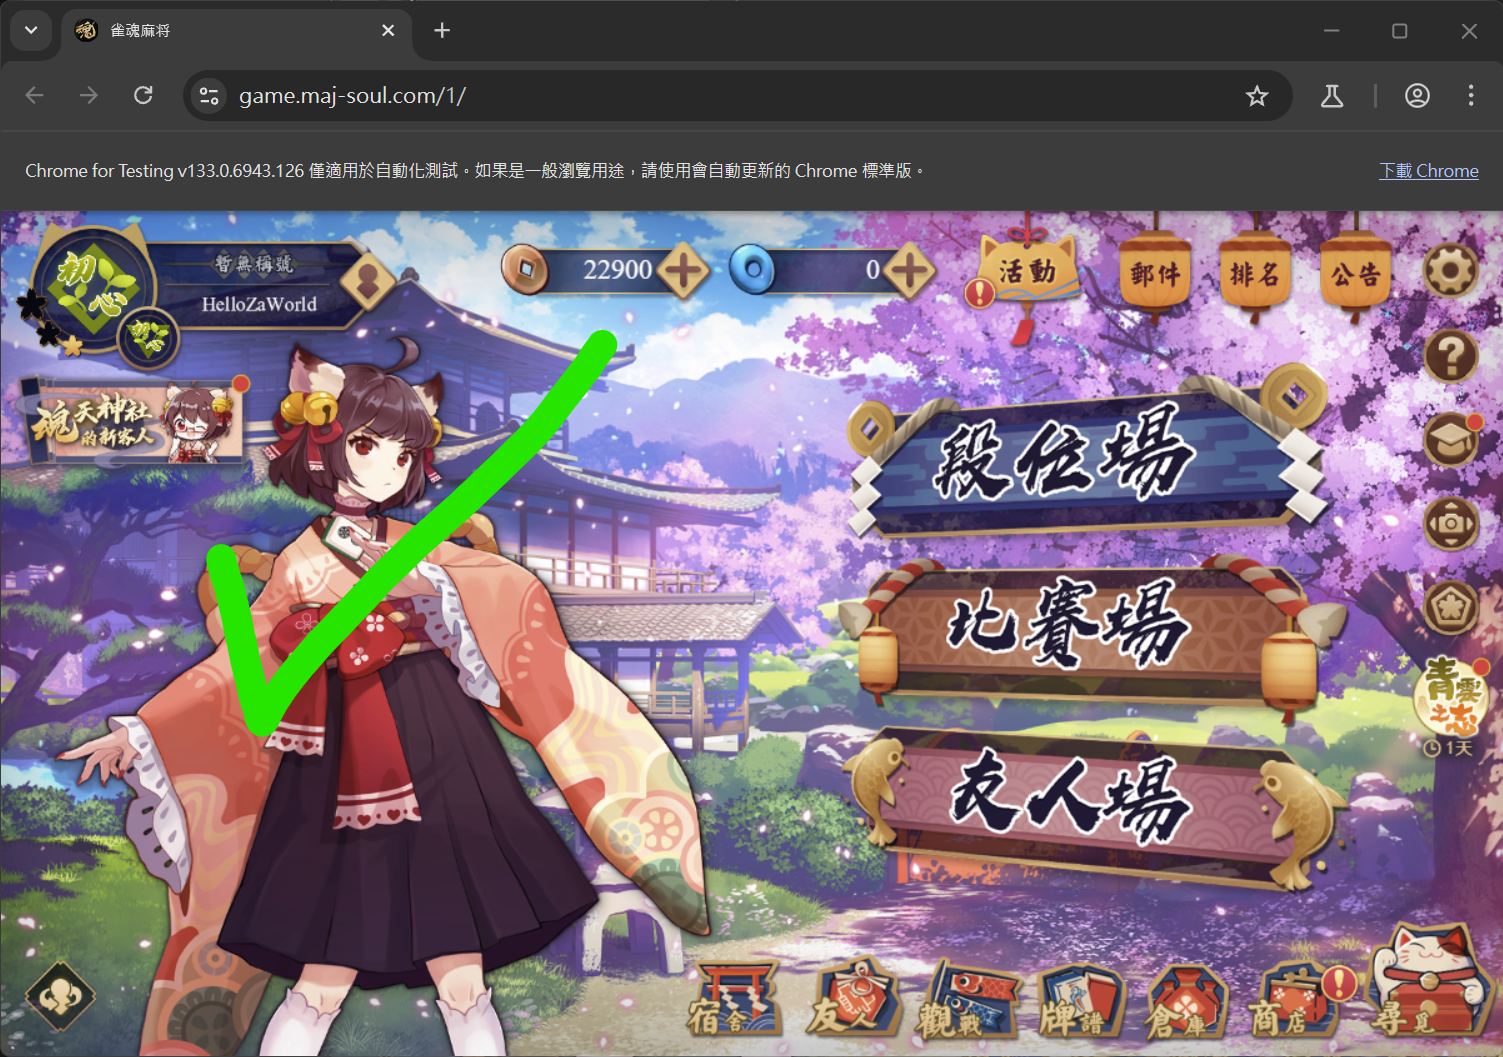 雀魂麻将
game.maj-soul.com/1/
Chrome for Testing v133.0.6943.126 僅適用於自動化測試。如果是一般瀏覽用途，請使用會自動更新的 Chrome 標準版。
下載 Chrome
初心
暫無稱號
HelloZaWorld
初心
22900
0
活動
郵件
排名
公告
魂天神社
的新客人
段位場
比賽場
友人場
青雲之志
1天
宿舍
友人
觀戰
牌譜
倉庫
商店
尋覓